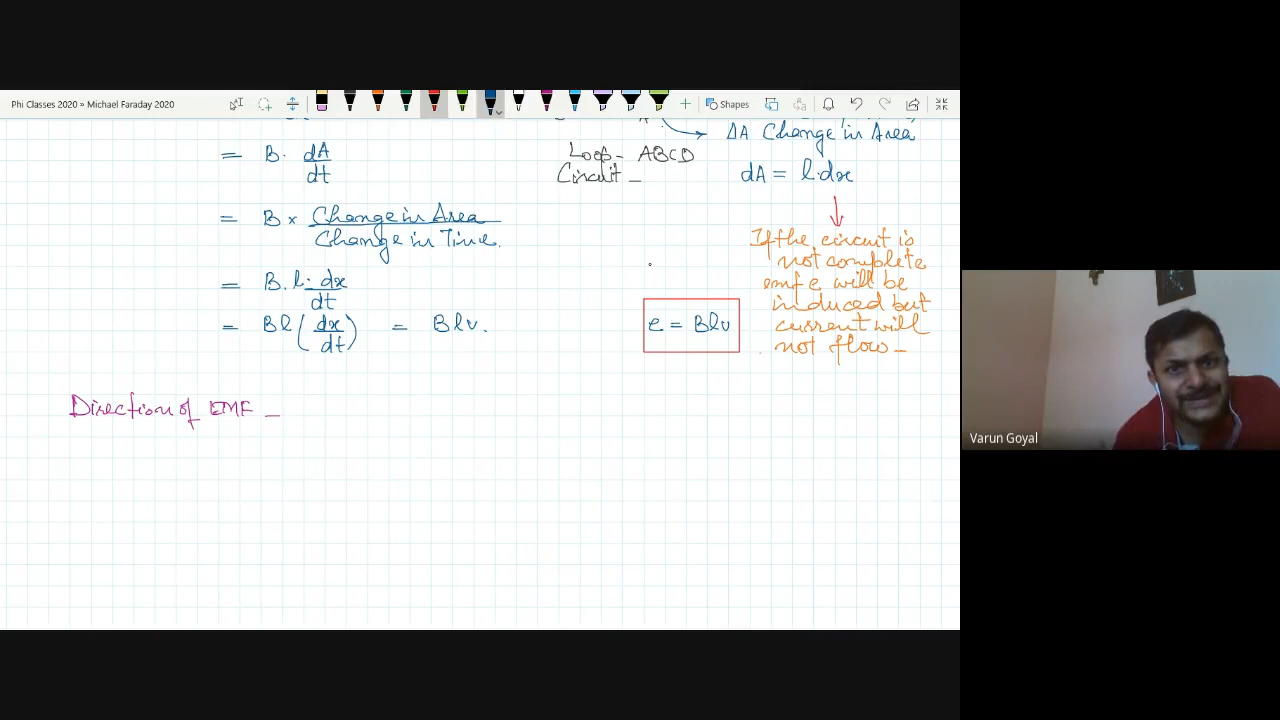 Phi Classes 2020 » Michael Faraday 2020
Shapes
ΔA Change in Area
= B. dA/dt
Loop - ABCD
Circuit -
dA = l.dx
= B × Change in Area / Change in Time.
If the circuit is
not complete
emf e will be
induced but
current will
not flow -
= B. l. dx/dt
= Bl (dx/dt) = Blv.
e = Blv
Direction of EMF -
Varun Goyal